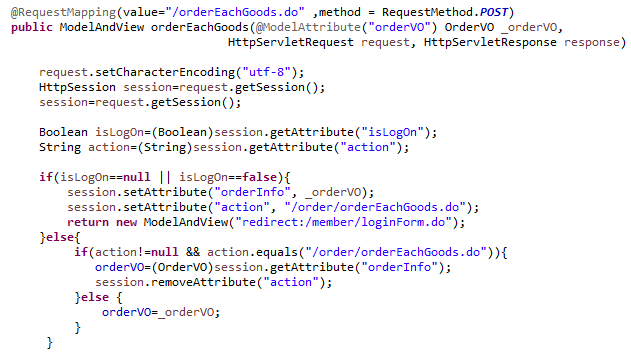 @RequestMapping(value="/orderEachGoods.do" ,method = RequestMethod.POST)
public ModelAndView orderEachGoods(@ModelAttribute("orderVO") OrderVO _orderVO,
HttpServletRequest request, HttpServletResponse response)
request.setCharacterEncoding("utf-8");
HttpSession session=request.getSession();
session=request.getSession();
Boolean isLogOn=(Boolean)session.getAttribute("isLogOn");
String action=(String)session.getAttribute("action");
if(isLogOn==null || isLogOn==false){
session.setAttribute("orderInfo", _orderVO);
session.setAttribute("action", "/order/orderEachGoods.do");
return new ModelAndView("redirect:/member/loginForm.do");
}else{
if(action!=null && action.equals("/order/orderEachGoods.do")){
orderVO=(OrderVO)session.getAttribute("orderInfo");
session.removeAttribute("action");
}else {
orderVO=_orderVO;
}
}